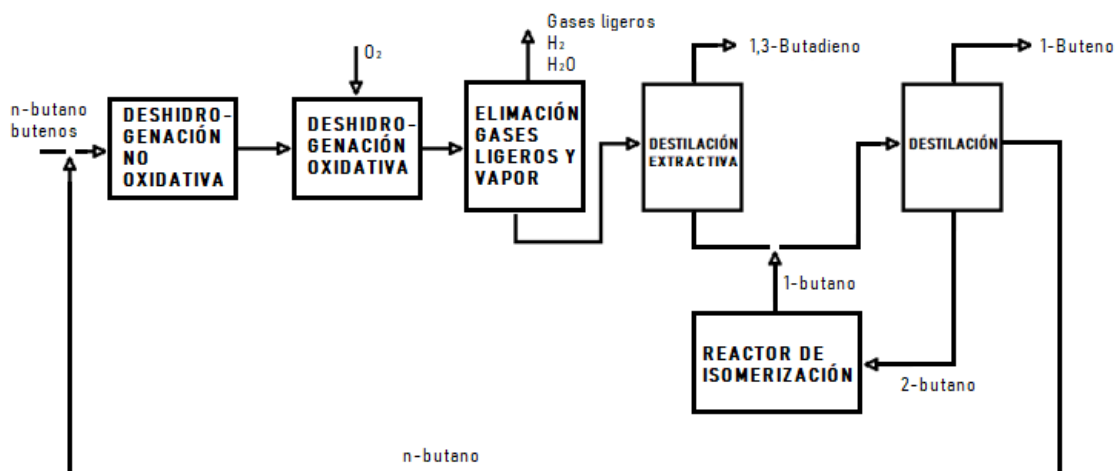 n-butano
butenos
DESHIDRO-
GENACIÓN
NO
OXIDATIVA
O₂
DESHIDRO-
GENACIÓN
OXIDATIVA
Gases ligeros
H₂
H₂O
ELIMACIÓN
GASES
LIGEROS Y
VAPOR
1,3-Butadieno
DESTILACIÓN
EXTRACTIVA
1-Buteno
DESTILACIÓN
1-butano
REACTOR DE
ISOMERIZACIÓN
2-butano
n-butano